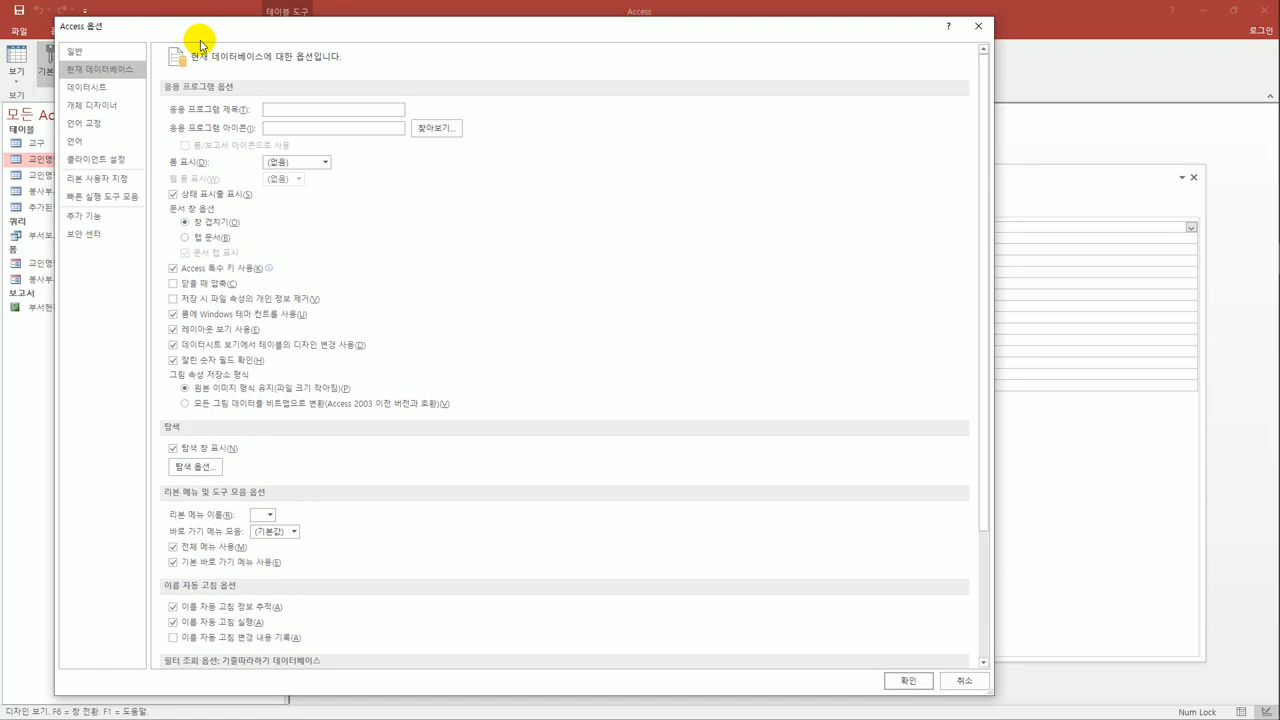 테이블 도구
Access
파일
로그인
보기
기본
보기
모든 Ac
테이블
교구
교인명
교인명
봉사부
추가된
쿼리
부서보
폼
교인명
봉사부
보고서
부서현
Access 옵션
일반
현재 데이터베이스
데이터시트
개체 디자이너
언어 교정
언어
클라이언트 설정
리본 사용자 지정
빠른 실행 도구 모음
추가 기능
보안 센터
현재 데이터베이스에 대한 옵션입니다.
응용 프로그램 옵션
응용 프로그램 제목(T):
응용 프로그램 아이콘(I):
찾아보기...
폼/보고서 아이콘으로 사용
폼 표시(D):
(없음)
웹 폼 표시(W):
(없음)
상태 표시줄 표시(S)
문서 창 옵션
창 겹치기(O)
탭 문서(B)
문서 탭 표시
Access 특수 키 사용(K)
닫을 때 압축(C)
저장 시 파일 속성의 개인 정보 제거(V)
폼에 Windows 테마 컨트롤 사용(U)
레이아웃 보기 사용(E)
데이터시트 보기에서 테이블의 디자인 변경 사용(D)
잘린 숫자 필드 확인(H)
그림 속성 저장소 형식
원본 이미지 형식 유지(파일 크기 작아짐)(P)
모든 그림 데이터를 비트맵으로 변환(Access 2003 이전 버전과 호환)(V)
탐색
탐색 창 표시(N)
탐색 옵션...
리본 메뉴 및 도구 모음 옵션
리본 메뉴 이름(R):
바로 가기 메뉴 모음:
(기본값)
전체 메뉴 사용(M)
기본 바로 가기 메뉴 사용(F)
이름 자동 고침 옵션
이름 자동 고침 정보 추적(A)
이름 자동 고침 실행(A)
이름 자동 고침 변경 내용 기록(A)
필터 조회 옵션: 기출따라하기 데이터베이스
확인
취소
디자인 보기. F6 = 창 전환. F1 = 도움말.
Num Lock